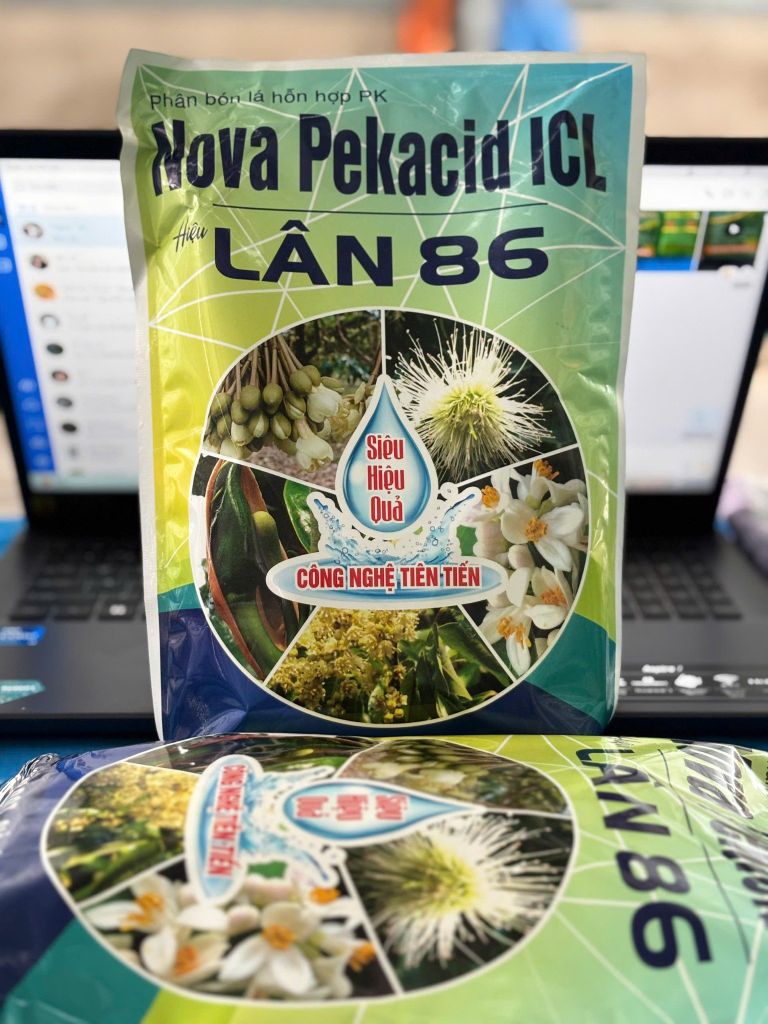 Phân bón lá hỗn hợp PK
Nova Pekacid ICL
Hiệu LÂN 86
Siêu
Hiệu
Quả
CÔNG NGHỆ TIÊN TIẾN
LÂN 86
Siêu
Hiệu
Quả
CÔNG NGHỆ TIÊN TIẾN